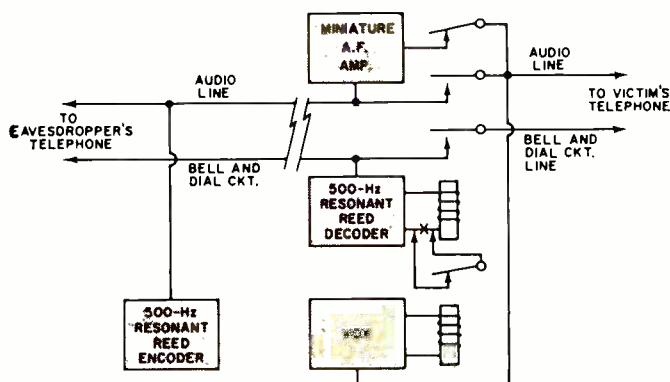 MINIATURE
A.F.
AMP.
AUDIO
LINE
AUDIO
LINE
TO
EAVESDROPPER'S
TELEPHONE
TO VICTIM'S
TELEPHONE
BELL AND
DIAL CKT.
BELL AND
DIAL CKT.
LINE
500-Hz
RESONANT
REED
DECODER
500-Hz
RESONANT
REED
ENCODER